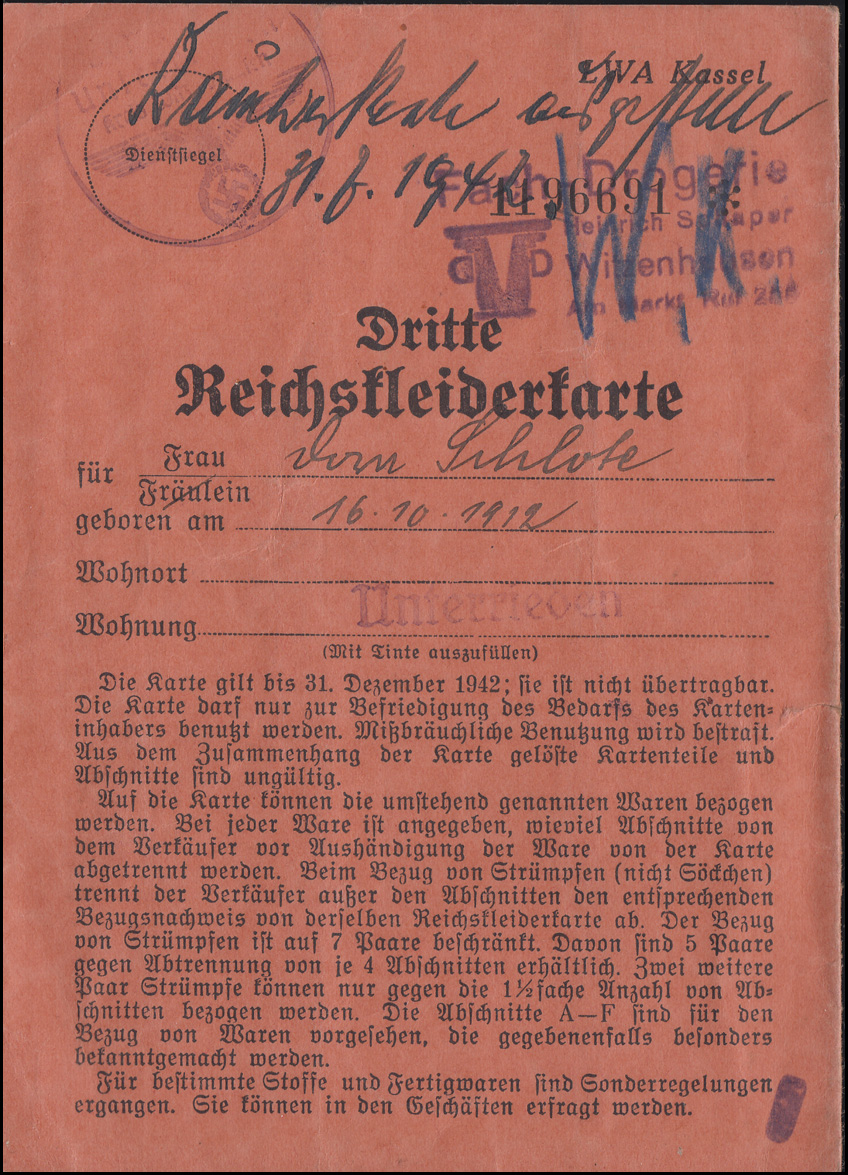 LWA Kassel
Raucherkarte ausgestellt
Dienstsiegel
1196691 *
Fach Drogerie
Heinrich
W.K.
D Witzenhausen
Am Markt, Ruf
Dritte
Reichskleiderkarte
für Frau
Fräulein
Schlote
geboren am 16.10.1912
Wohnort
Unterrieden
Wohnung
(Mit Tinte auszufüllen)
Die Karte gilt bis 31. Dezember 1942; sie ist nicht übertragbar.
Die Karte darf nur zur Befriedigung des Bedarfs des Karten=
inhabers benutzt werden. Mißbräuchliche Benutzung wird bestraft.
Aus dem Zusammenhang der Karte gelöste Kartenteile und
Abschnitte sind ungültig.
Auf die Karte können die umstehend genannten Waren bezogen
werden. Bei jeder Ware ist angegeben, wieviel Abschnitte von
dem Verkäufer vor Aushändigung der Ware von der Karte
abgetrennt werden. Beim Bezug von Strümpfen (nicht Söckchen)
trennt der Verkäufer außer den Abschnitten den entsprechenden
Bezugsnachweis von derselben Reichskleiderkarte ab. Der Bezug
von Strümpfen ist auf 7 Paare beschränkt. Davon sind 5 Paare
gegen Abtrennung von je 4 Abschnitten erhältlich. Zwei weitere
Paar Strümpfe können nur gegen die 1½fache Anzahl von Ab=
schnitten bezogen werden. Die Abschnitte A—F sind für den
Bezug von Waren vorgesehen, die gegebenenfalls besonders
bekanntgemacht werden.
Für bestimmte Stoffe und Fertigwaren sind Sonderregelungen
ergangen. Sie können in den Geschäften erfragt werden.